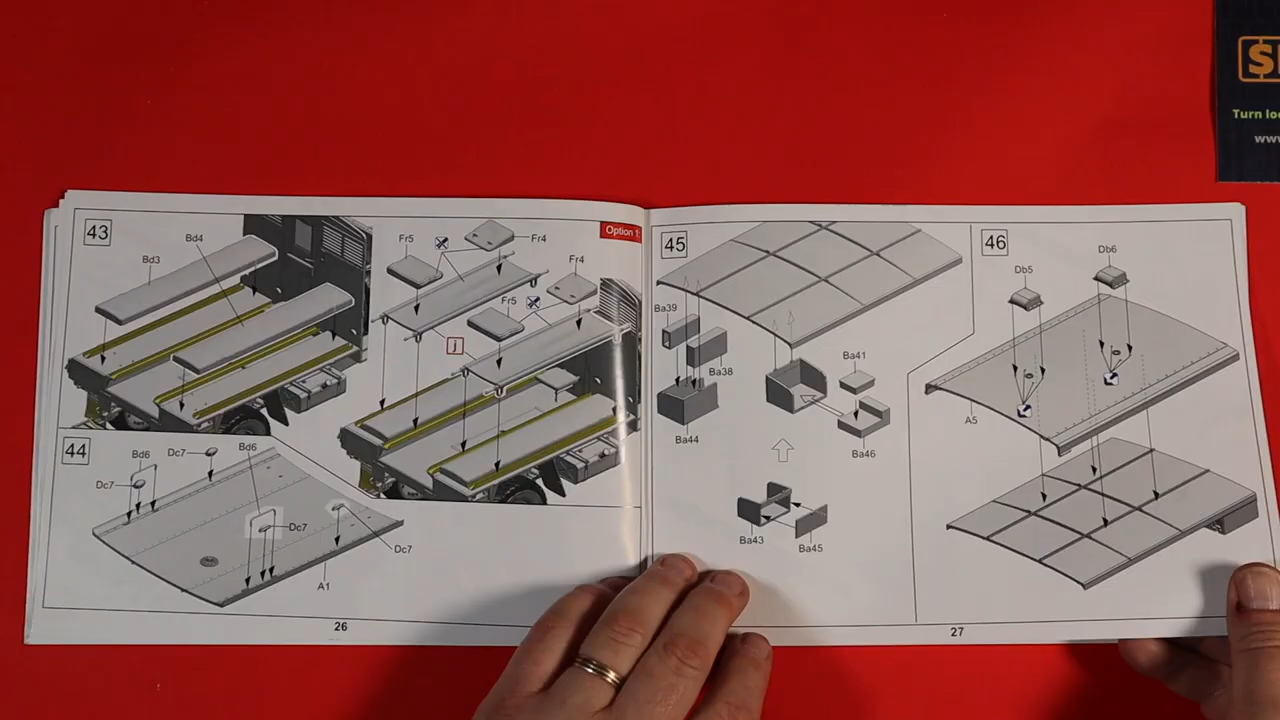 43
Bd4
Bd3
Fr5
Fr4
Option 1:
Fr4
Fr5
j
44
Bd6
Dc7
Bd6
Dc7
Dc7
Dc7
A1
26
45
Ba39
Ba38
Ba44
Ba41
Ba46
Ba43
Ba45
46
Db6
Db5
A5
27
Turn